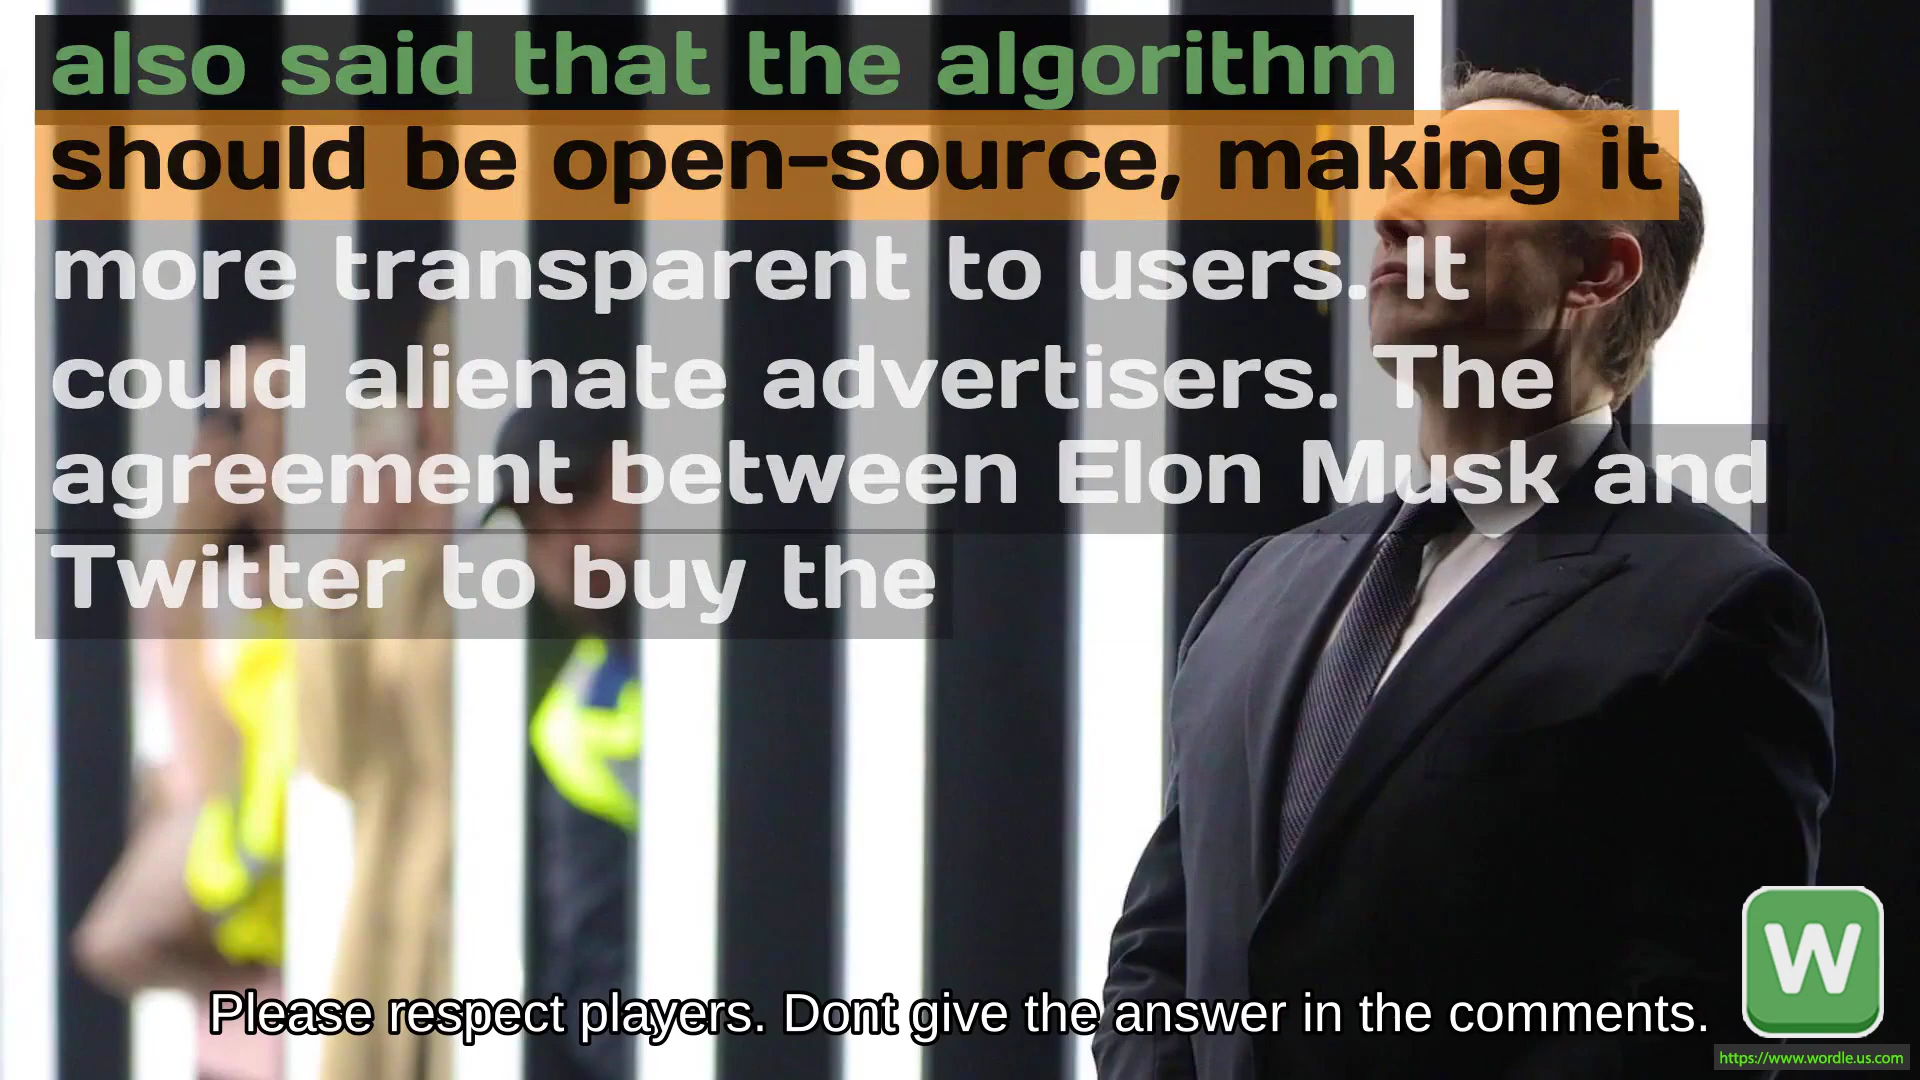 also said that the algorithm
should be open-source, making it
more transparent to users. It
could alienate advertisers. The
agreement between Elon Musk and
Twitter to buy the
W
Please respect players. Dont give the answer in the comments.
https://www.wordle.us.com